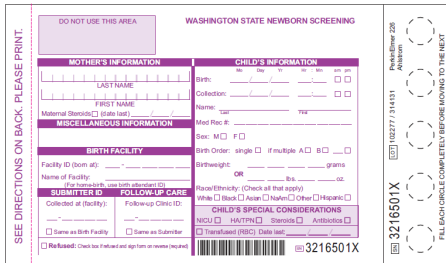 SEE DIRECTIONS ON BACK. PLEASE PRINT.
DO NOT USE THIS AREA
WASHINGTON STATE NEWBORN SCREENING
MOTHER'S INFORMATION
LAST NAME
FIRST NAME
Maternal Steroids (date last) / /
MISCELLANEOUS INFORMATION
BIRTH FACILITY
Facility ID (born at): -
Name of Facility:
(For home-birth, use birth attendant ID)
SUBMITTER ID FOLLOW-UP CARE
Collected at (facility): Follow-up Clinic ID:
Same as Birth Facility Same as Submitter
Refused: Check box if refused and sign form on reverse (required)
CHILD'S INFORMATION
Mo Day Yr Hr : Min am pm
Birth: / / :
Collection: / / :
Name:
Last First
Med Rec #:
Sex: M F
Birth Order: single if multiple A B
Birthweight: grams
OR
lbs. oz.
Race/Ethnicity: (Check all that apply)
White Black Asian NaAm Other Hispanic
CHILD'S SPECIAL CONSIDERATIONS
NICU HA/TPN Steroids Antibiotics
Transfused (RBC) Date last: / /
SN 3216501X
SN 3216501X
LOT 102277 / 314131
PerkinElmer 226
Ahlstrom
FILL EACH CIRCLE COMPLETELY BEFORE MOVING TO THE NEXT